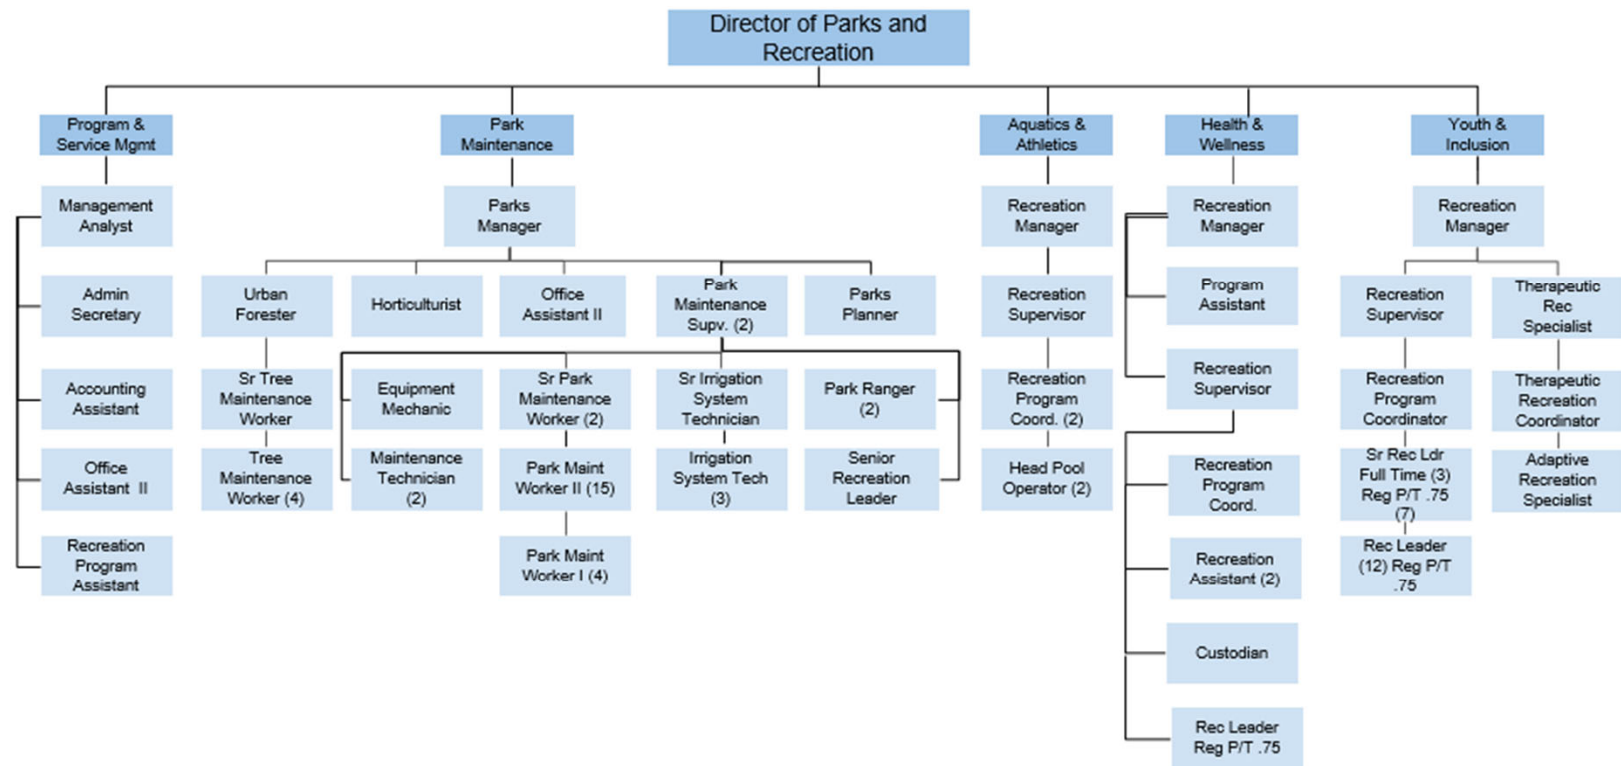 Director of Parks and
Recreation
Program &
Service Mgmt
Park
Maintenance
Aquatics &
Athletics
Health &
Wellness
Youth &
Inclusion
Management
Analyst
Parks
Manager
Recreation
Manager
Recreation
Manager
Recreation
Manager
Admin
Secretary
Urban
Forester
Horticulturist
Office
Assistant II
Park
Maintenance
Supv. (2)
Parks
Planner
Recreation
Supervisor
Program
Assistant
Recreation
Supervisor
Therapeutic
Rec
Specialist
Accounting
Assistant
Sr Tree
Maintenance
Worker
Equipment
Mechanic
Sr Park
Maintenance
Worker (2)
Sr Irrigation
System
Technician
Park Ranger
(2)
Recreation
Program
Coord. (2)
Recreation
Supervisor
Recreation
Program
Coordinator
Therapeutic
Recreation
Coordinator
Office
Assistant II
Tree
Maintenance
Worker (4)
Maintenance
Technician
(2)
Park Maint
Worker II (15)
Irrigation
System Tech
(3)
Senior
Recreation
Leader
Head Pool
Operator (2)
Recreation
Program
Coord.
Sr Rec Ldr
Full Time (3)
Reg P/T .75
(7)
Adaptive
Recreation
Specialist
Recreation
Program
Assistant
Park Maint
Worker I (4)
Recreation
Assistant (2)
Rec Leader
(12) Reg P/T
.75
Custodian
Rec Leader
Reg P/T .75